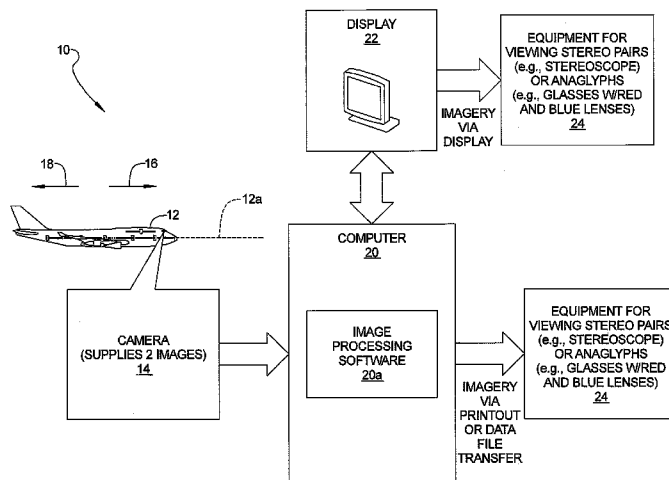 10
18
16
12
12a
DISPLAY
22
IMAGERY
VIA
DISPLAY
EQUIPMENT FOR
VIEWING STEREO PAIRS
(e.g., STEREOSCOPE)
OR ANAGLYPHS
(e.g., GLASSES W/RED
AND BLUE LENSES)
24
CAMERA
(SUPPLIES 2 IMAGES)
14
COMPUTER
20
IMAGE
PROCESSING
SOFTWARE
20a
IMAGERY
VIA
PRINTOUT
OR DATA
FILE
TRANSFER
EQUIPMENT FOR
VIEWING STEREO PAIRS
(e.g., STEREOSCOPE)
OR ANAGLYPHS
(e.g., GLASSES W/RED
AND BLUE LENSES)
24